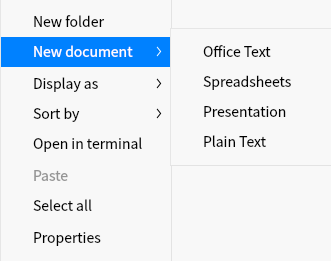 New folder
New document
Display as
Sort by
Open in terminal
Paste
Select all
Properties
Office Text
Spreadsheets
Presentation
Plain Text